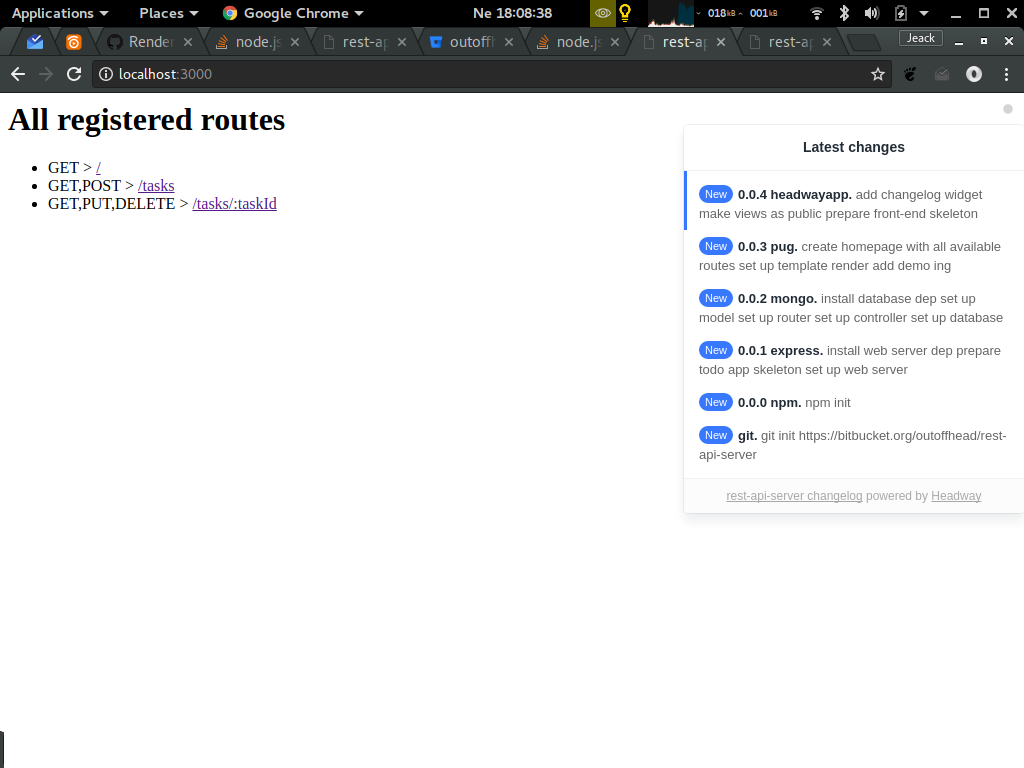 Applications Places Google Chrome Ne 18:08:38 018kB 001kB
Render node.js rest-ap outoffh node.js rest-ap rest-ap Jeack
localhost:3000
All registered routes
GET > /
GET,POST > /tasks
GET,PUT,DELETE > /tasks/:taskId
Latest changes
New 0.0.4 headwayapp. add changelog widget
make views as public prepare front-end skeleton
New 0.0.3 pug. create homepage with all available
routes set up template render add demo ing
New 0.0.2 mongo. install database dep set up
model set up router set up controller set up database
New 0.0.1 express. install web server dep prepare
todo app skeleton set up web server
New 0.0.0 npm. npm init
New git. git init https://bitbucket.org/outoffhead/rest-
api-server
rest-api-server changelog powered by Headway